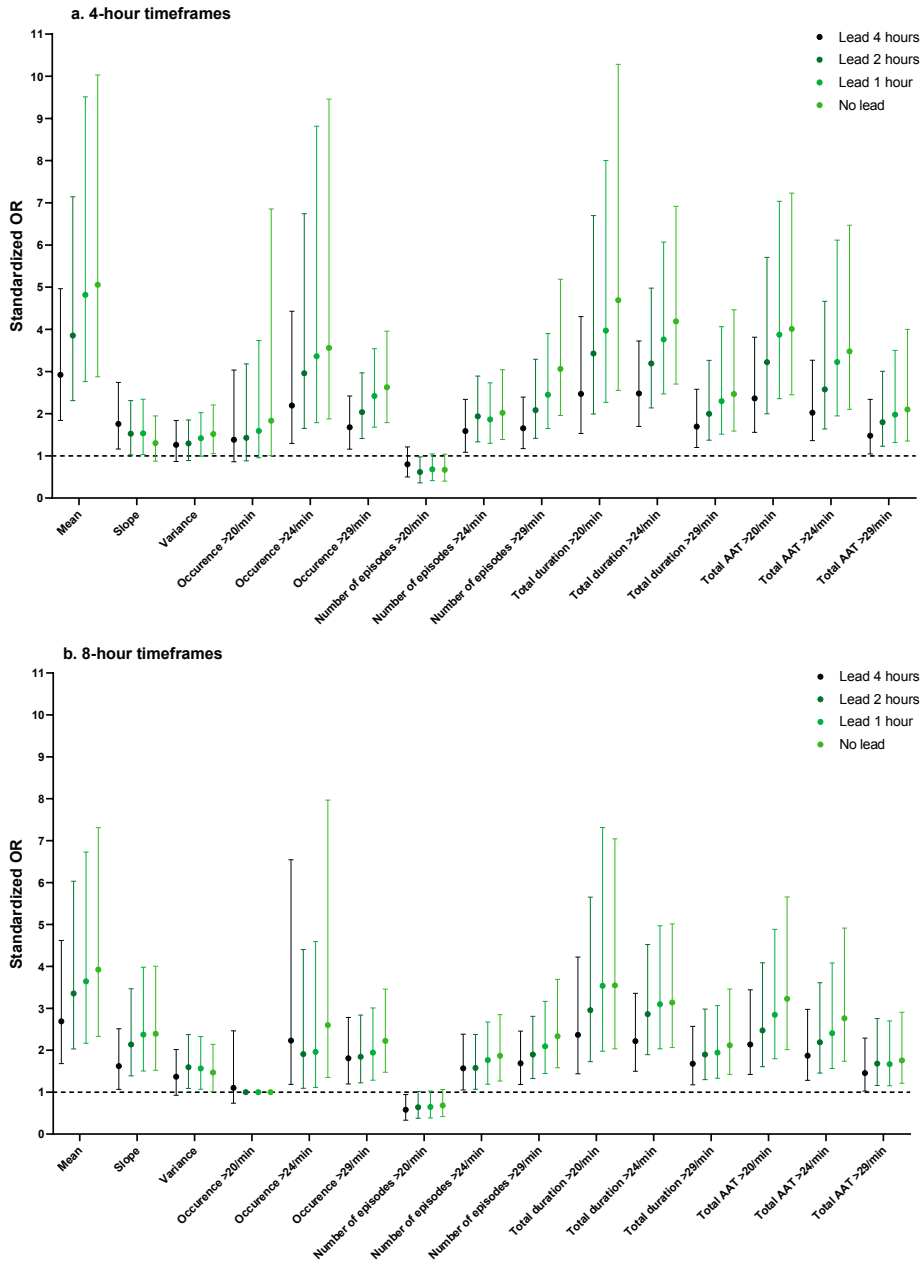 a. 4-hour timeframes
Lead 4 hours
Lead 2 hours
Lead 1 hour
No lead
Standardized OR
11
10
9
8
7
6
5
4
3
2
1
0
Mean
Slope
Variance
Occurence >20/min
Occurence >24/min
Occurence >29/min
Number of episodes >20/min
Number of episodes >24/min
Number of episodes >29/min
Total duration >20/min
Total duration >24/min
Total duration >29/min
Total AAT >20/min
Total AAT >24/min
Total AAT >29/min
b. 8-hour timeframes
Lead 4 hours
Lead 2 hours
Lead 1 hour
No lead
Standardized OR
11
10
9
8
7
6
5
4
3
2
1
0
Mean
Slope
Variance
Occurence >20/min
Occurence >24/min
Occurence >29/min
Number of episodes >20/min
Number of episodes >24/min
Number of episodes >29/min
Total duration >20/min
Total duration >24/min
Total duration >29/min
Total AAT >20/min
Total AAT >24/min
Total AAT >29/min